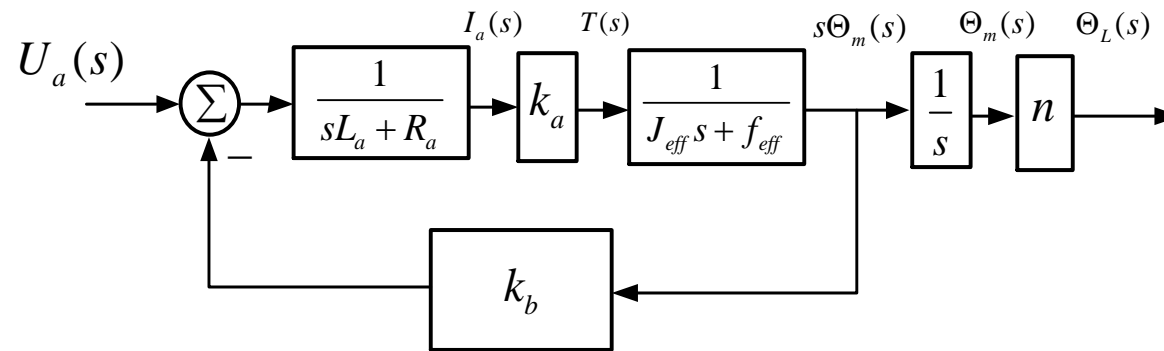 I_a(s) T(s) sΘ_m(s) Θ_m(s) Θ_L(s)
U_a(s) Σ 1/(sL_a + R_a) k_a 1/(J_eff s + f_eff) 1/s n
−
k_b